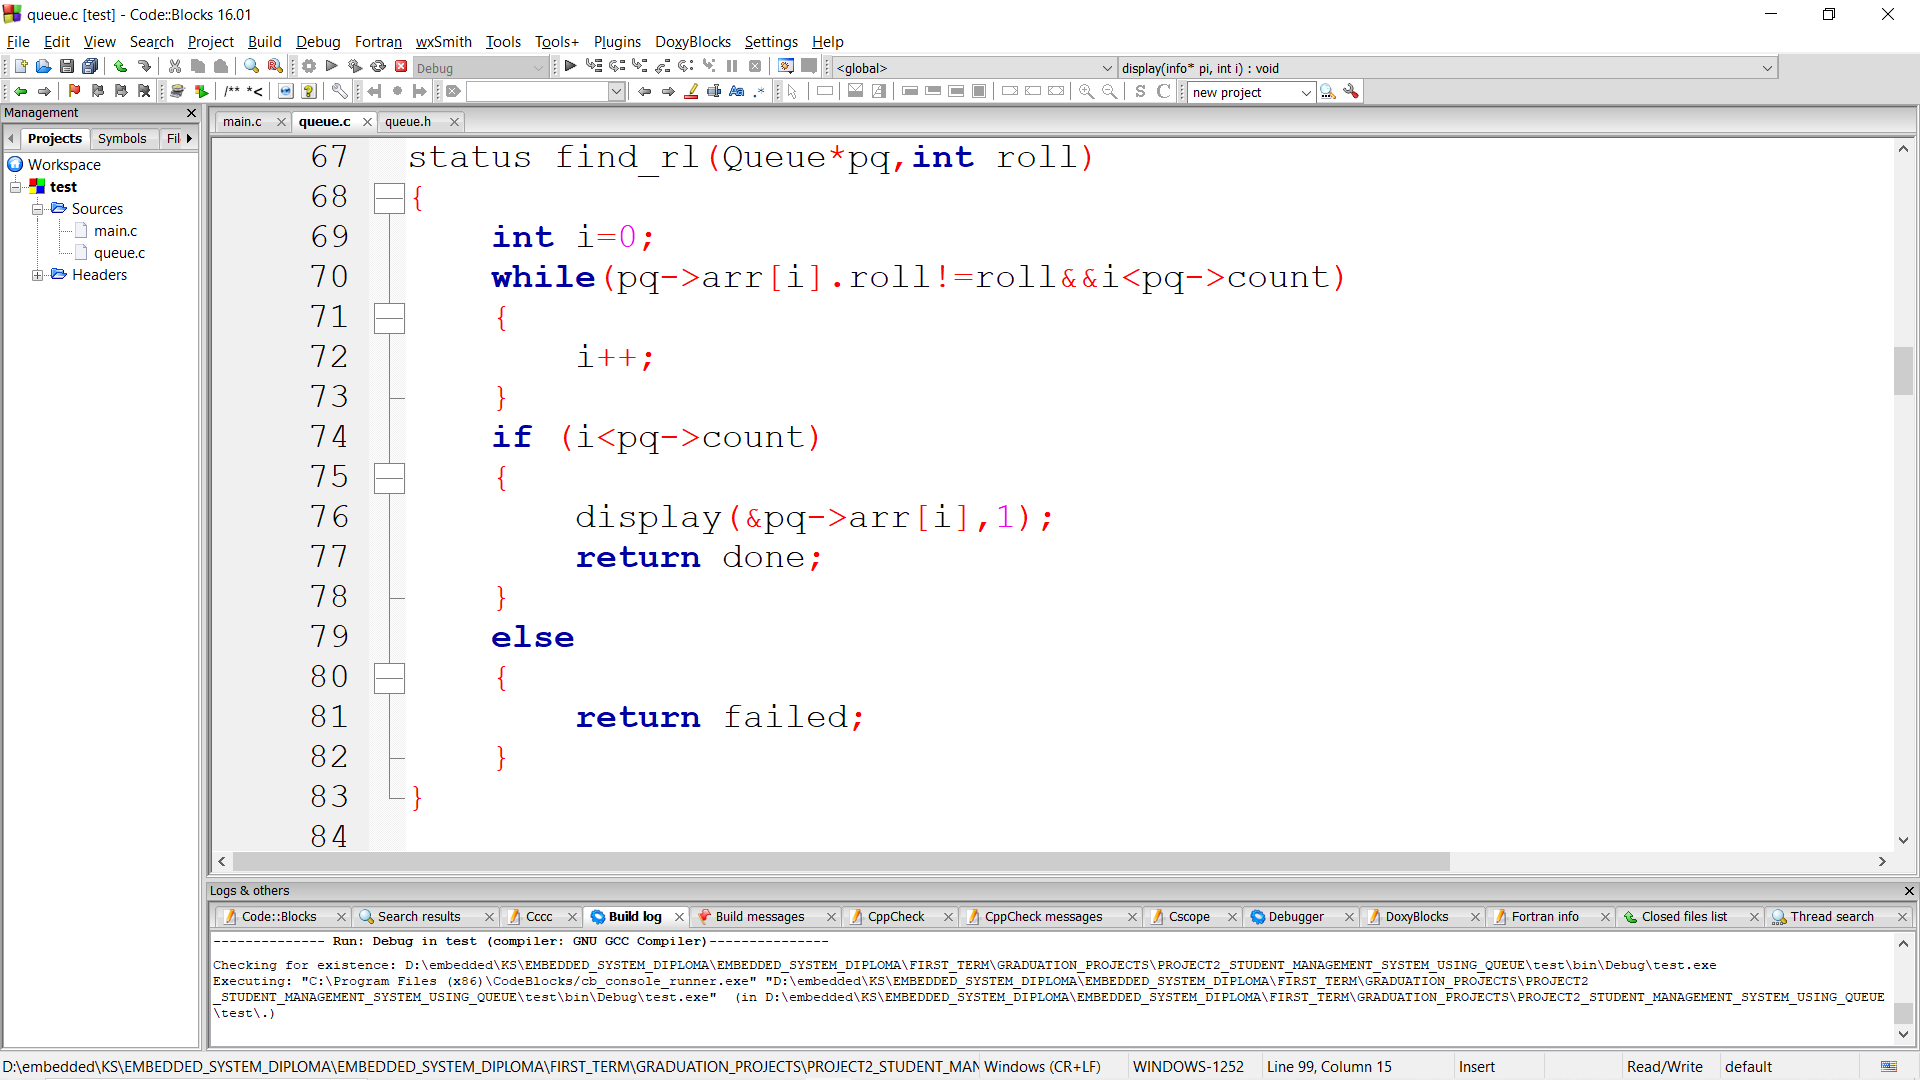 queue.c [test] - Code::Blocks 16.01
File Edit View Search Project Build Debug Fortran wxSmith Tools Tools+ Plugins DoxyBlocks Settings Help
Debug
<global>
display(info* pi, int i) : void
/** *<
Aa
.*
S C
new project
Management
Projects Symbols Fil
Workspace
test
Sources
main.c
queue.c
Headers
main.c queue.c queue.h
67 status find_rl(Queue*pq,int roll)
68 {
69 int i=0;
70 while(pq->arr[i].roll!=roll&&i<pq->count)
71 {
72 i++;
73 }
74 if (i<pq->count)
75 {
76 display(&pq->arr[i],1);
77 return done;
78 }
79 else
80 {
81 return failed;
82 }
83 }
84
Logs & others
Code::Blocks Search results Cccc Build log Build messages CppCheck CppCheck messages Cscope Debugger DoxyBlocks Fortran info Closed files list Thread search
-------------- Run: Debug in test (compiler: GNU GCC Compiler)---------------
Checking for existence: D:\embedded\KS\EMBEDDED_SYSTEM_DIPLOMA\EMBEDDED_SYSTEM_DIPLOMA\FIRST_TERM\GRADUATION_PROJECTS\PROJECT2_STUDENT_MANAGEMENT_SYSTEM_USING_QUEUE\test\bin\Debug\test.exe
Executing: "C:\Program Files (x86)\CodeBlocks/cb_console_runner.exe" "D:\embedded\KS\EMBEDDED_SYSTEM_DIPLOMA\EMBEDDED_SYSTEM_DIPLOMA\FIRST_TERM\GRADUATION_PROJECTS\PROJECT2
_STUDENT_MANAGEMENT_SYSTEM_USING_QUEUE\test\bin\Debug\test.exe"  (in D:\embedded\KS\EMBEDDED_SYSTEM_DIPLOMA\EMBEDDED_SYSTEM_DIPLOMA\FIRST_TERM\GRADUATION_PROJECTS\PROJECT2_STUDENT_MANAGEMENT_SYSTEM_USING_QUEUE
\test\.)
D:\embedded\KS\EMBEDDED_SYSTEM_DIPLOMA\EMBEDDED_SYSTEM_DIPLOMA\FIRST_TERM\GRADUATION_PROJECTS\PROJECT2_STUDENT_MAN Windows (CR+LF) WINDOWS-1252 Line 99, Column 15 Insert Read/Write default